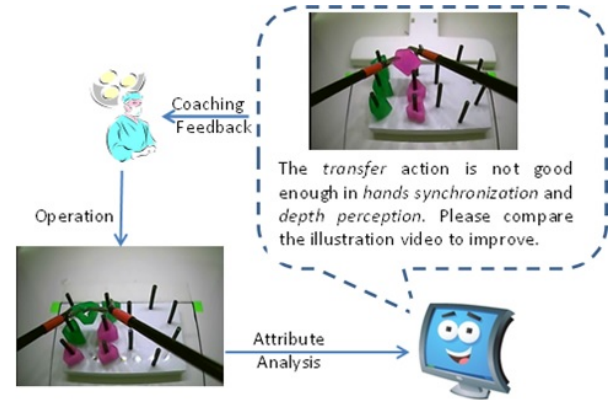 Coaching
Feedback
The transfer action is not good
enough in hands synchronization and
depth perception. Please compare
the illustration video to improve.
Operation
Attribute
Analysis